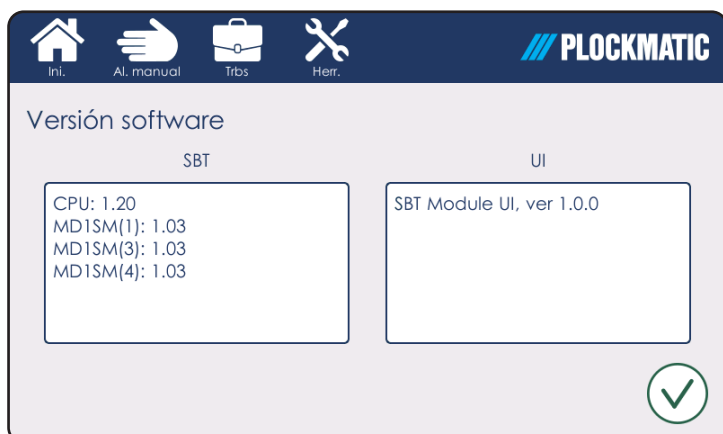 Ini.
Al. manual
Trbs
Herr.
PLOCKMATIC
Versión software
SBT
UI
CPU: 1.20
MD1SM(1): 1.03
MD1SM(3): 1.03
MD1SM(4): 1.03
SBT Module UI, ver 1.0.0